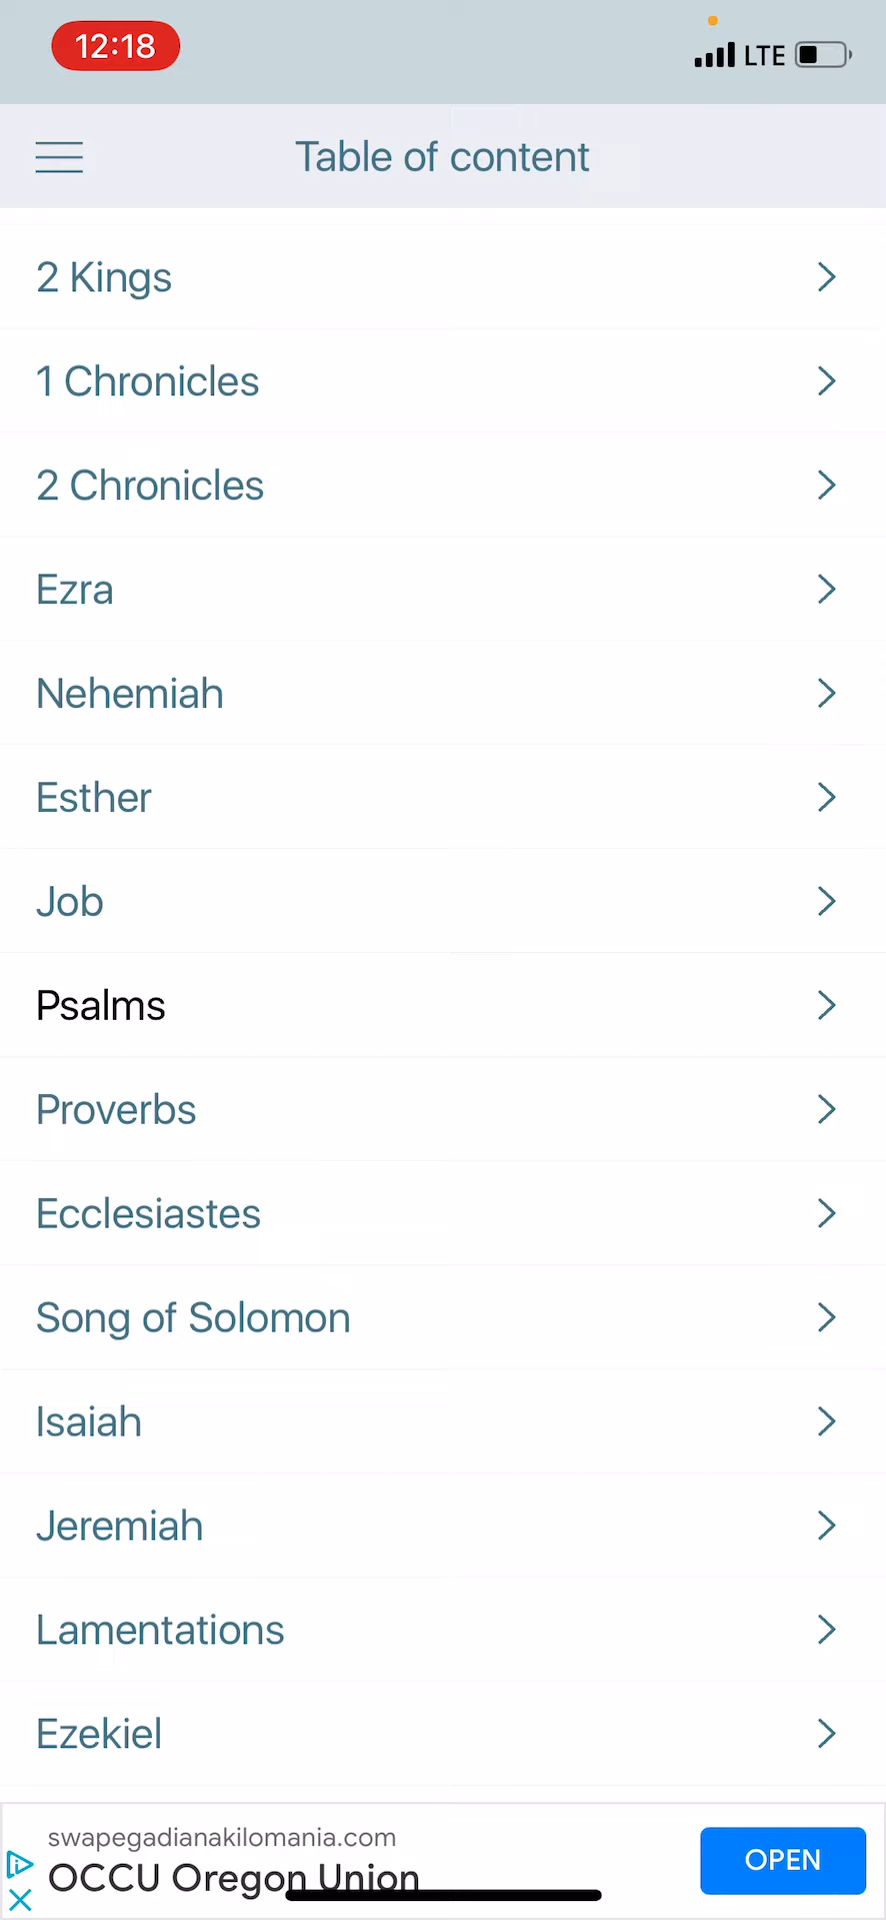 12:18
LTE
Table of content
2 Kings
1 Chronicles
2 Chronicles
Ezra
Nehemiah
Esther
Job
Psalms
Proverbs
Ecclesiastes
Song of Solomon
Isaiah
Jeremiah
Lamentations
Ezekiel
swapegadianakilomania.com
OCCU Oregon Union
OPEN